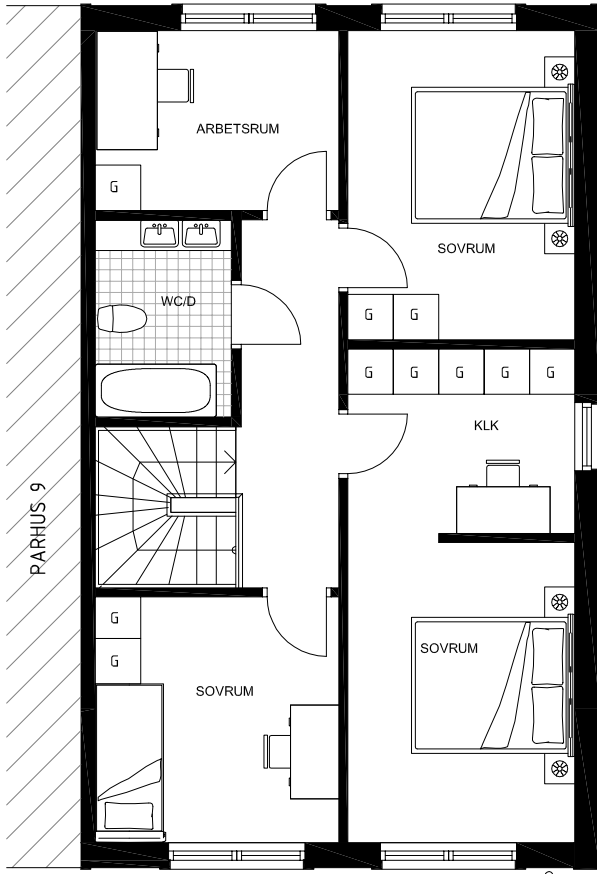 ARBETSRUM
G
SOVRUM
WC/D
G G
G G G G G
KLK
PARHUS 9
G
G
SOVRUM
SOVRUM